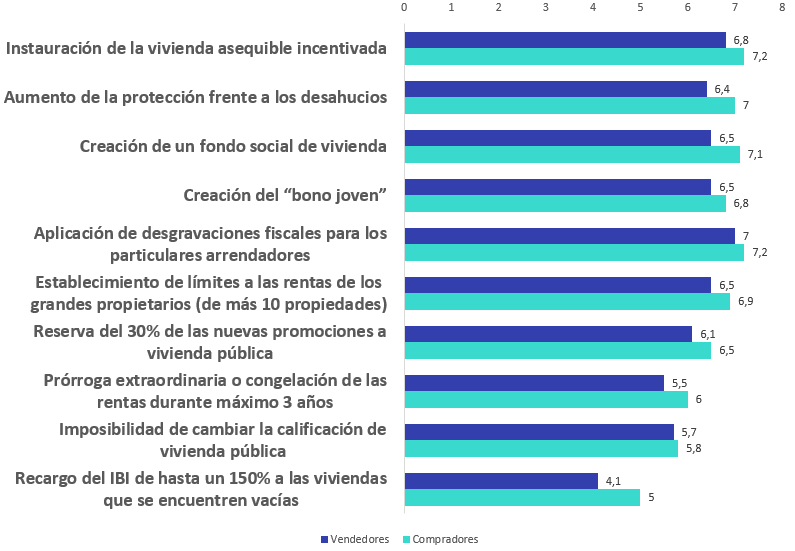 0 1 2 3 4 5 6 7 8
Instauración de la vivienda asequible incentivada
6,8
7,2
Aumento de la protección frente a los desahucios
6,4
7
Creación de un fondo social de vivienda
6,5
7,1
Creación del “bono joven”
6,5
6,8
Aplicación de desgravaciones fiscales para los
particulares arrendadores
7
7,2
Establecimiento de límites a las rentas de los
grandes propietarios (de más 10 propiedades)
6,5
6,9
Reserva del 30% de las nuevas promociones a
vivienda pública
6,1
6,5
Prórroga extraordinaria o congelación de las
rentas durante máximo 3 años
5,5
6
Imposibilidad de cambiar la calificación de
vivienda pública
5,7
5,8
Recargo del IBI de hasta un 150% a las viviendas
que se encuentren vacías
4,1
5
Vendedores Compradores